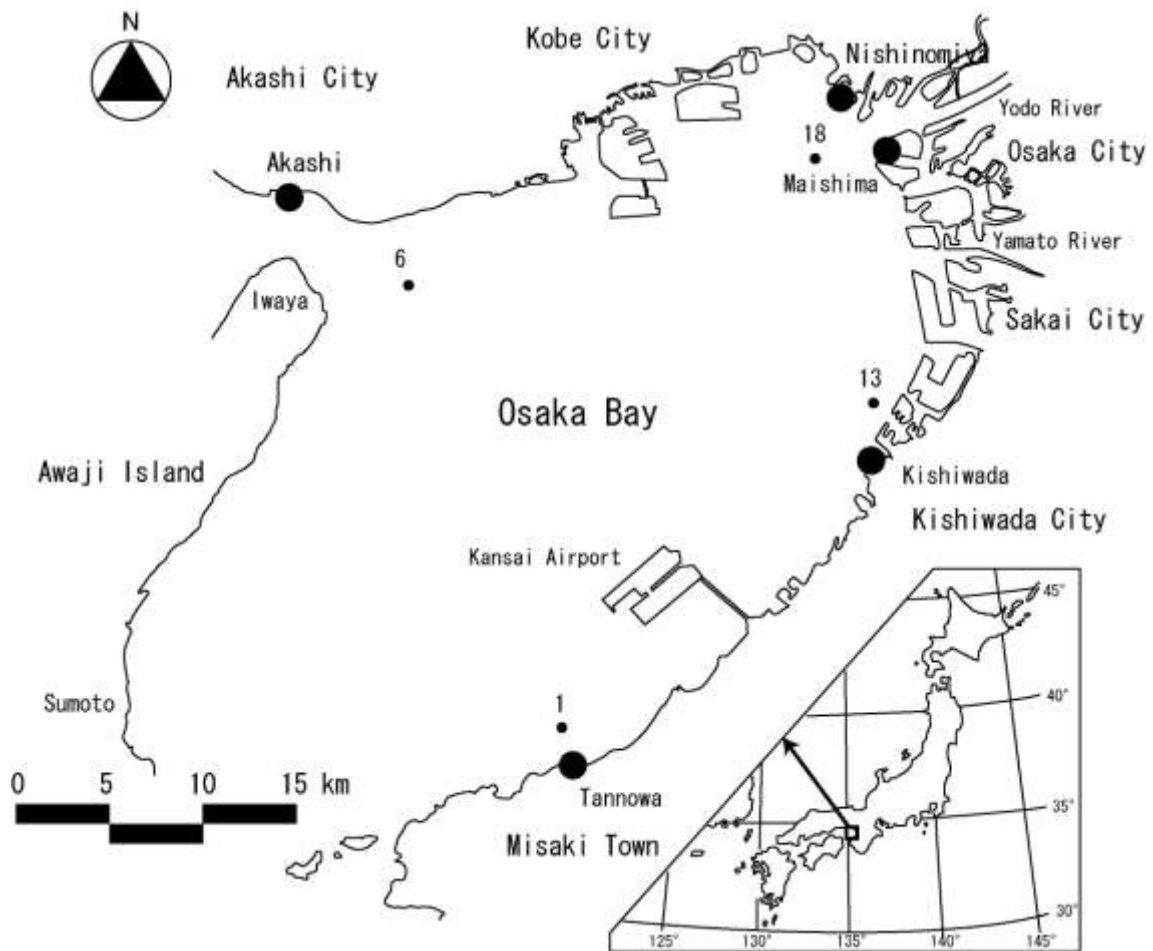 N
Kobe City
Nishinomiya
Akashi City
Yodo River
18
Osaka City
Akashi
Maishima
Yamato River
6
Iwaya
Sakai City
13
Osaka Bay
Awaji Island
Kishiwada
Kishiwada City
Kansai Airport
45°
40°
Sumoto
1
0 5 10 15 km
Tannowa
35°
Misaki Town
30°
125° 130° 135° 140° 145°